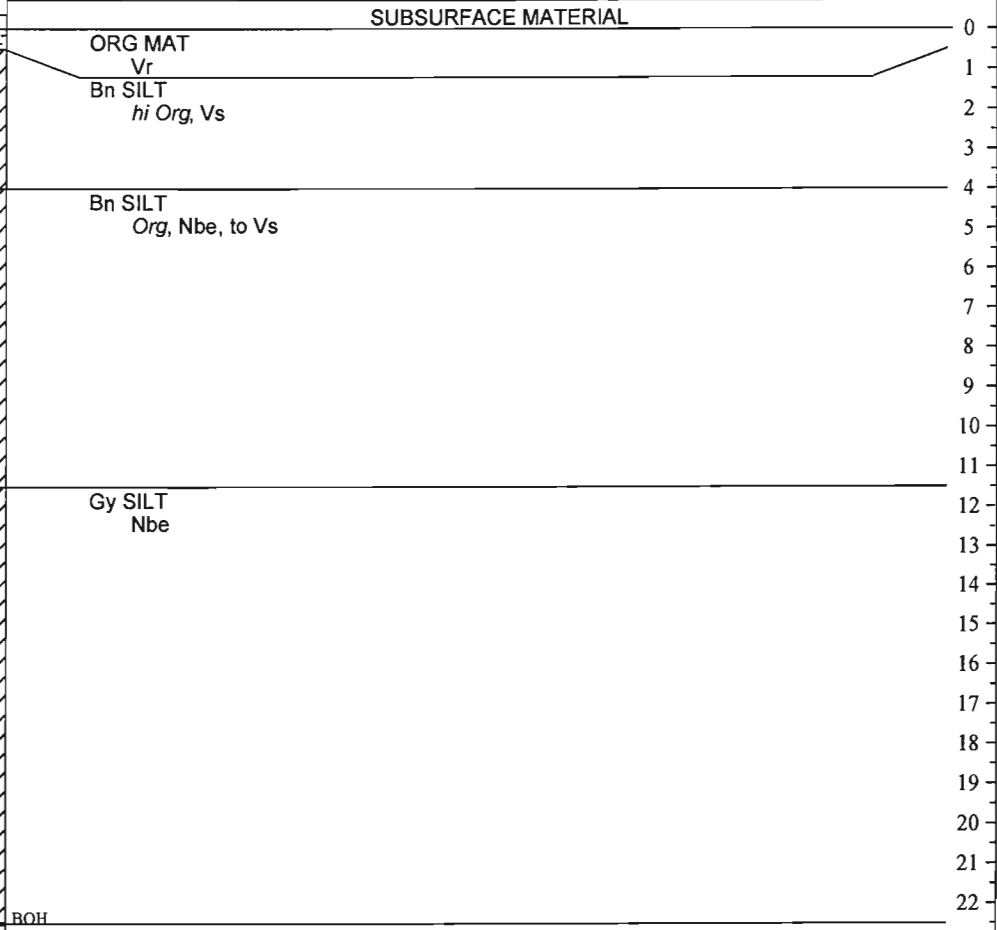 SUBSURFACE MATERIAL
0
ORG MAT
Vr
1
Bn SILT
hi Org, Vs
2
3
4
Bn SILT
Org, Nbe, to Vs
5
6
7
8
9
10
11
Gy SILT
12
Nbe
13
14
15
16
17
18
19
20
21
22
BOH